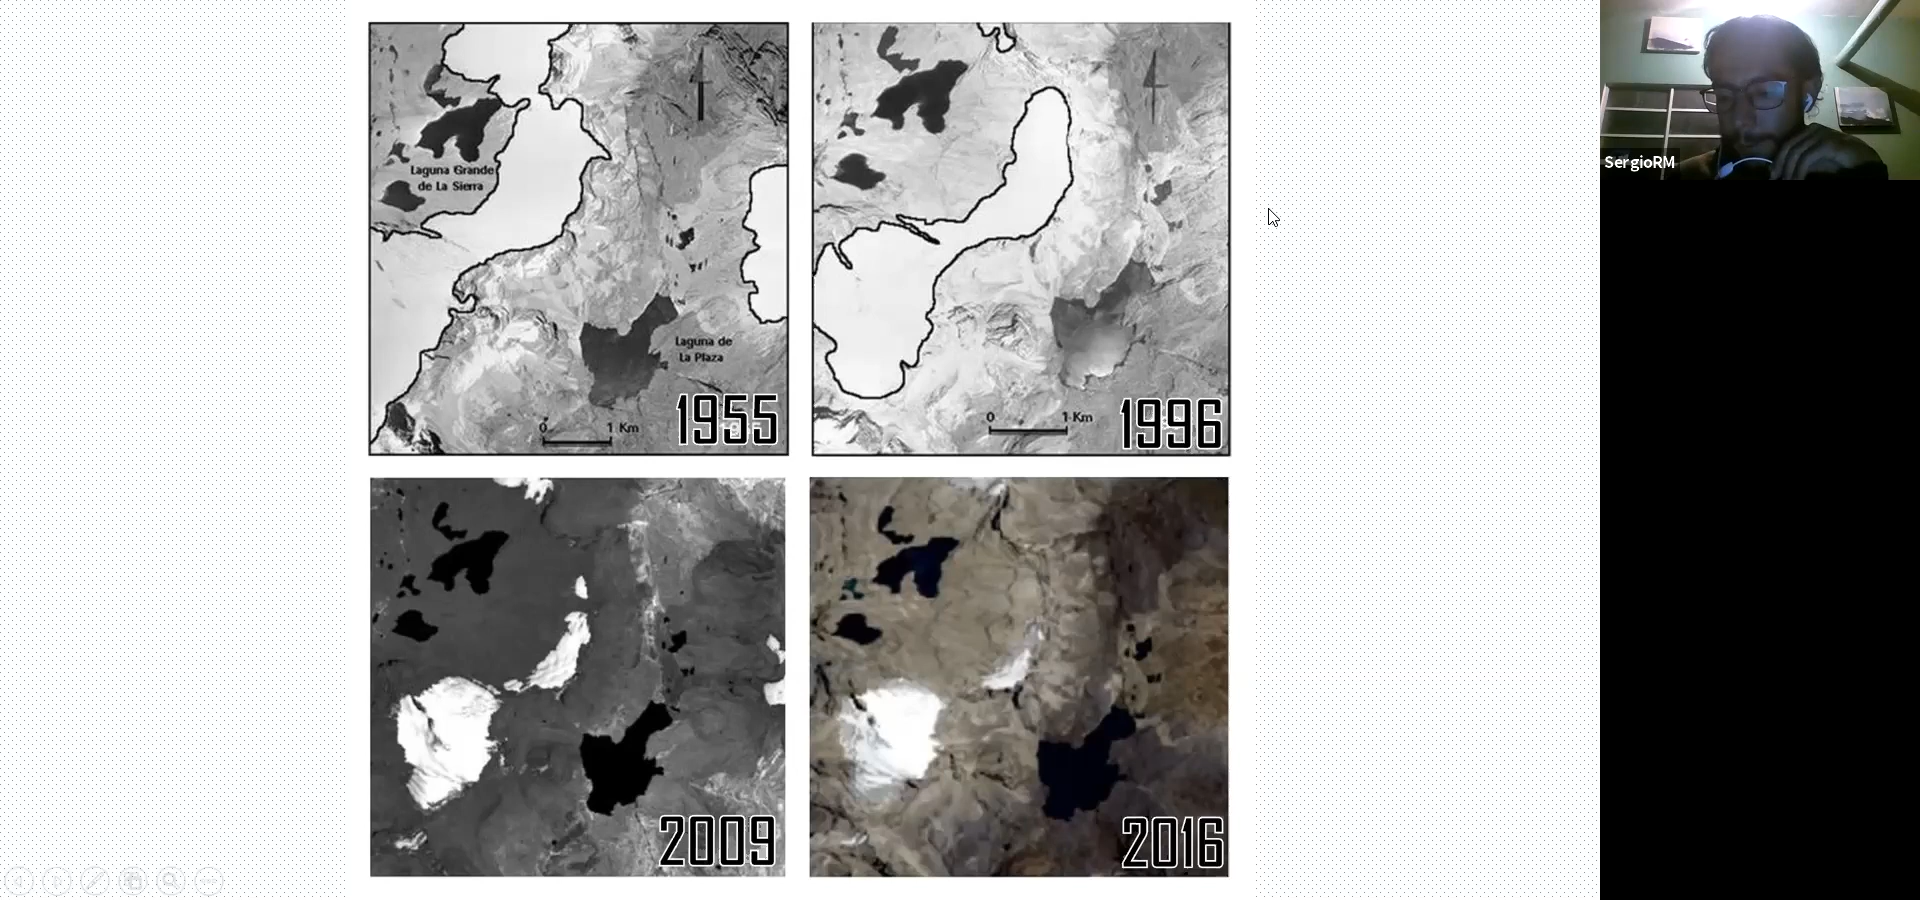 Laguna Grande
de La Sierra
Laguna de
La Plaza
0 1 Km
1955
0 1 Km
1996
2009
2016
SergioRM